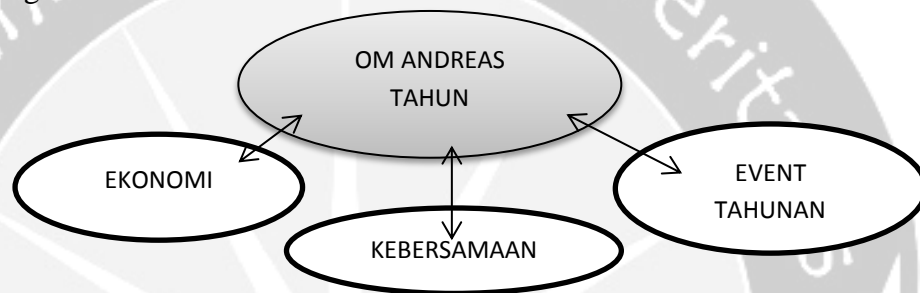 OM ANDREAS
TAHUN
EKONOMI
KEBERSAMAAN
EVENT
TAHUNAN